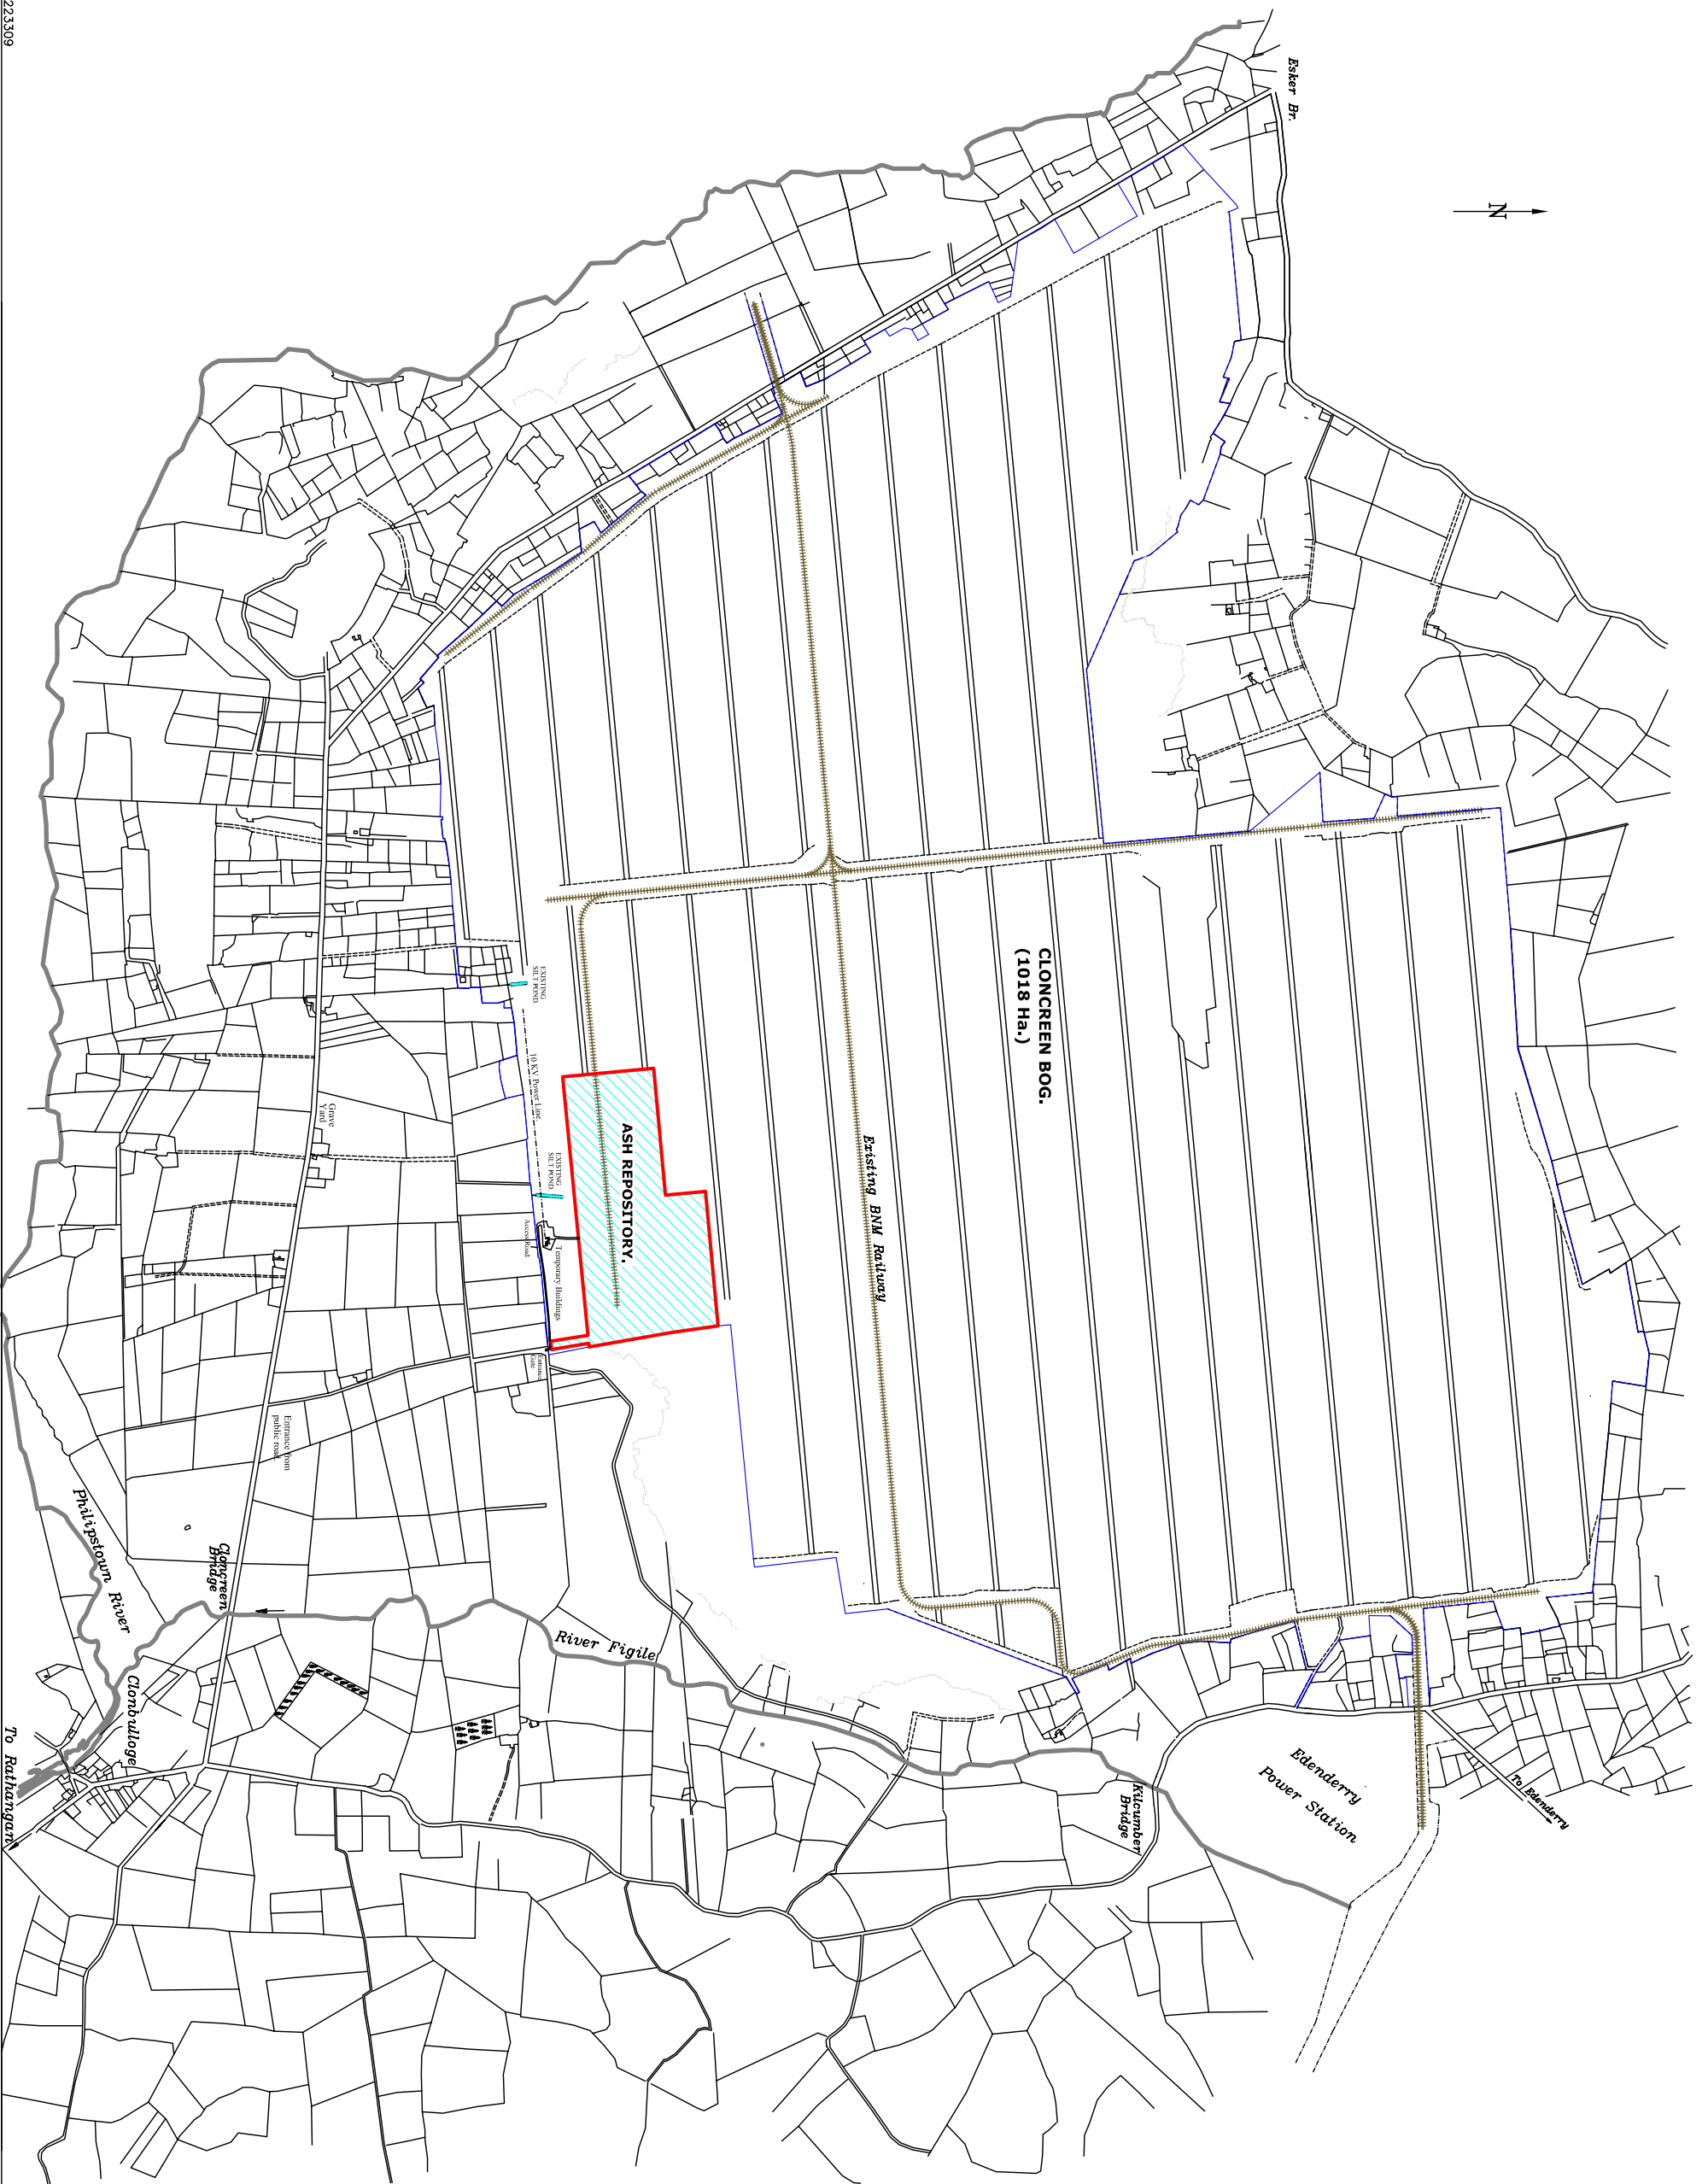 223309
Esker Br.
N
CLONCREEN BOG.
(1018 Ha.)
Existing BNM Railway
EXISTING
SILT POND.
10 KV Power Line.
ASH REPOSITORY.
EXISTING
SILT POND.
Access Road.
Temporary Buildings
Entrance
Gate
Grave
Yard
Entrance from
public road.
Philipstown River
Cloncreen
Bridge
River Figile
Clonbulloge
To Rathangan
Kilcumber
Bridge
Edenderry
Power Station
To Edenderry